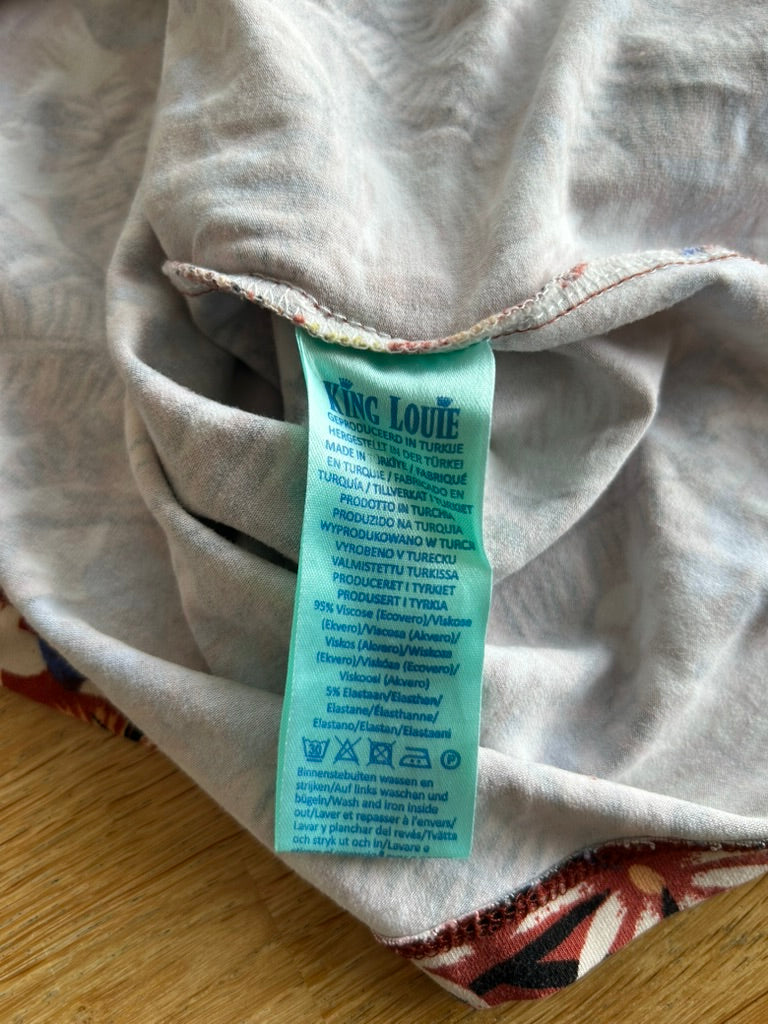 KING LOUIE
GEPRODUCEERD IN TURKIJE
HERGESTELLT IN DER TÜRKEI
MADE IN TÜRKIYE / FABRIQUÉ
EN TURQUIE / FABRICADO EN
TURQUÍA / TILLVERKAT I TURKIET
PRODOTTO IN TURCHIA
PRODUZIDO NA TURQUIA
WYPRODUKOWANO W TURCJI
VYROBENO V TURECKU
VALMISTETTU TURKISSA
PRODUCERET I TYRKIET
PRODUSERT I TYRKIA
95% Viscose (Ecovero)/Viskose
(Ekvero)/Viscosa (Akvero)/
Viskos (Akvero)/Wiskoza
(Ekvero)/Viskósa (Ecovero)/
Viskoosi (Akvero)
5% Elastaan/Elasthan/
Elastane/Élasthanne/
Elastano/Elastan/Elastaani
30 P
Binnenstebuiten wassen en
strijken/Auf links waschen und
bügeln/Wash and iron inside
out/Laver et repasser à l'envers/
Lavar y planchar del revés/Tvätta
och stryk ut och in/Lavare e